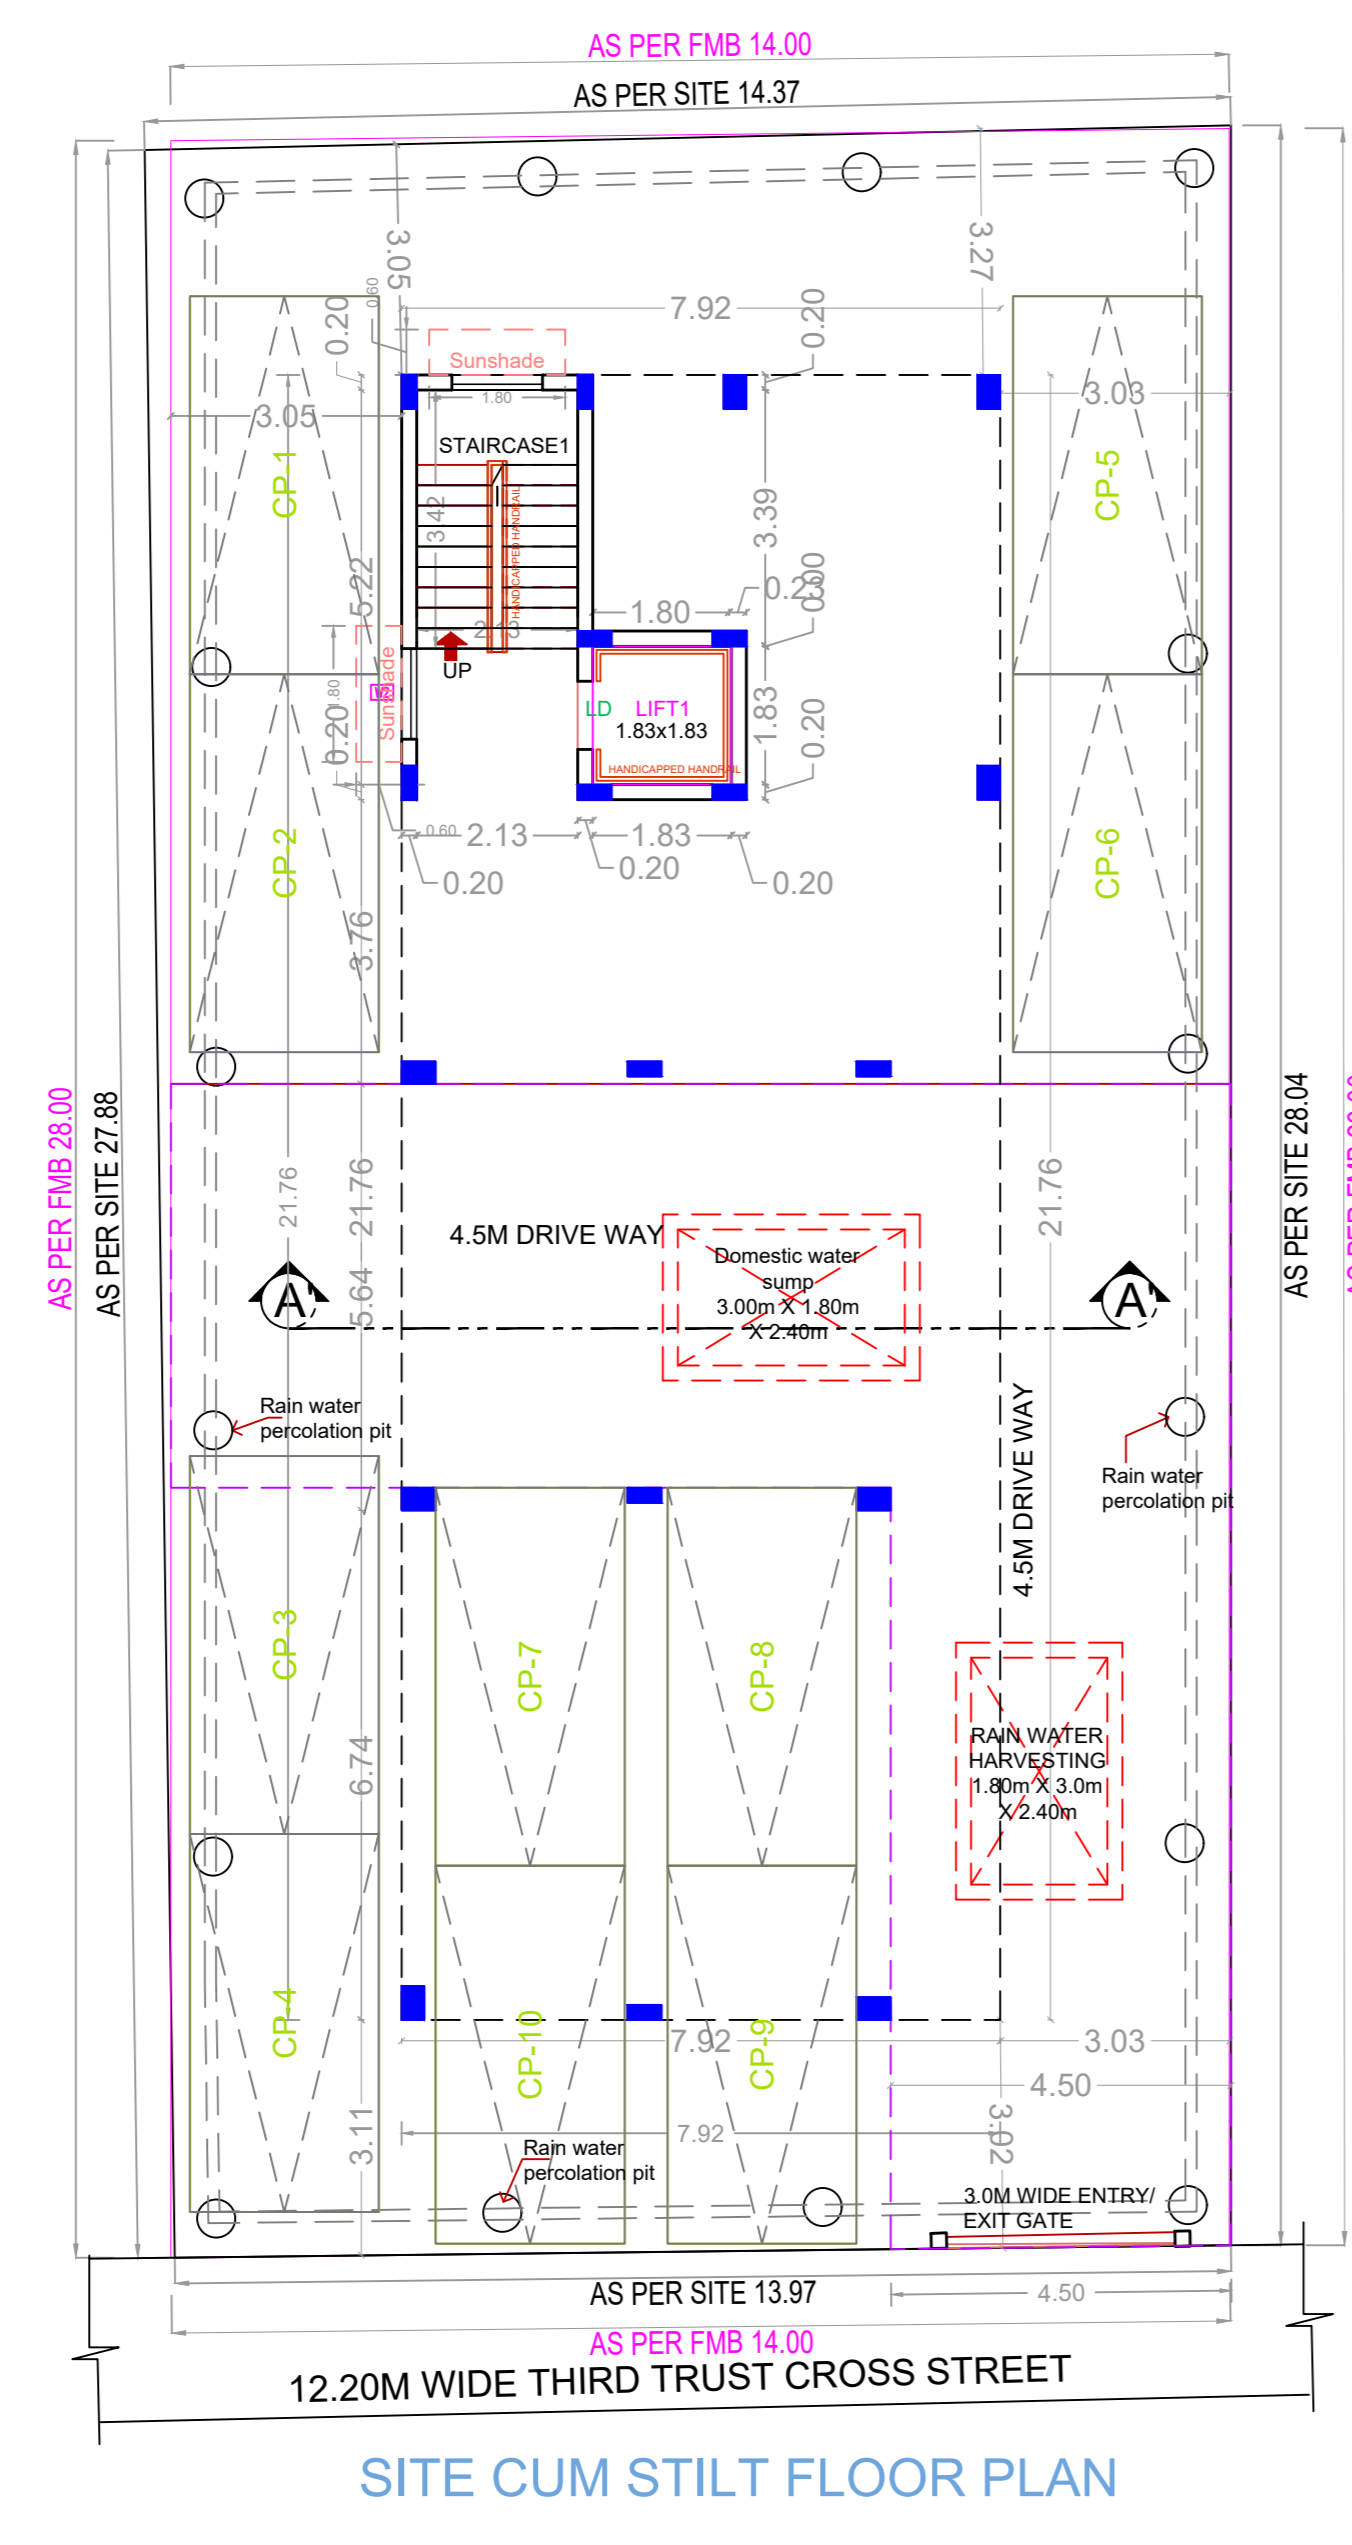 AS PER FMB 14.00
AS PER SITE 14.37
3.05
3.27
0.60
0.20
7.92
0.20
Sunshade
1.80
3.05
3.03
STAIRCASE1
CP-1
CP-5
3.42
HANDICAPPED HANDRAIL
3.39
5.22
0.23
1.80
2.13
UP
Sunshade
1.80
0.20
LD
LIFT1
1.83x1.83
HANDICAPPED HANDRAIL
1.83
0.20
0.60
2.13
1.83
0.20
0.20
0.20
CP-2
CP-6
3.76
AS PER FMB 28.00
AS PER SITE 27.88
AS PER SITE 28.04
21.76
21.76
21.76
4.5M DRIVE WAY
Domestic water
sump
3.00m X 1.80m
X 2.40m
5.64
A'
A'
Rain water
percolation pit
4.5M DRIVE WAY
Rain water
percolation pit
CP-3
CP-7
CP-8
6.74
RAIN WATER
HARVESTING
1.80m X 3.0m
X 2.40m
CP-4
CP-10
CP-9
7.92
3.03
4.50
3.11
7.92
3.02
Rain water
percolation pit
3.0M WIDE ENTRY/
EXIT GATE
AS PER SITE 13.97
4.50
AS PER FMB 14.00
12.20M WIDE THIRD TRUST CROSS STREET
SITE CUM STILT FLOOR PLAN